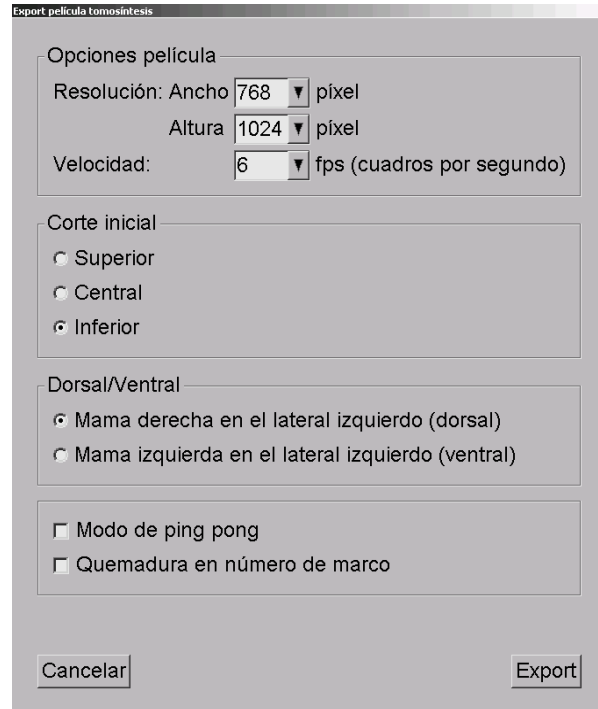 Export película tomosíntesis
Opciones película
Resolución: Ancho 768 píxel
Altura 1024 píxel
Velocidad: 6 fps (cuadros por segundo)
Corte inicial
Superior
Central
Inferior
Dorsal/Ventral
Mama derecha en el lateral izquierdo (dorsal)
Mama izquierda en el lateral izquierdo (ventral)
Modo de ping pong
Quemadura en número de marco
Cancelar Export